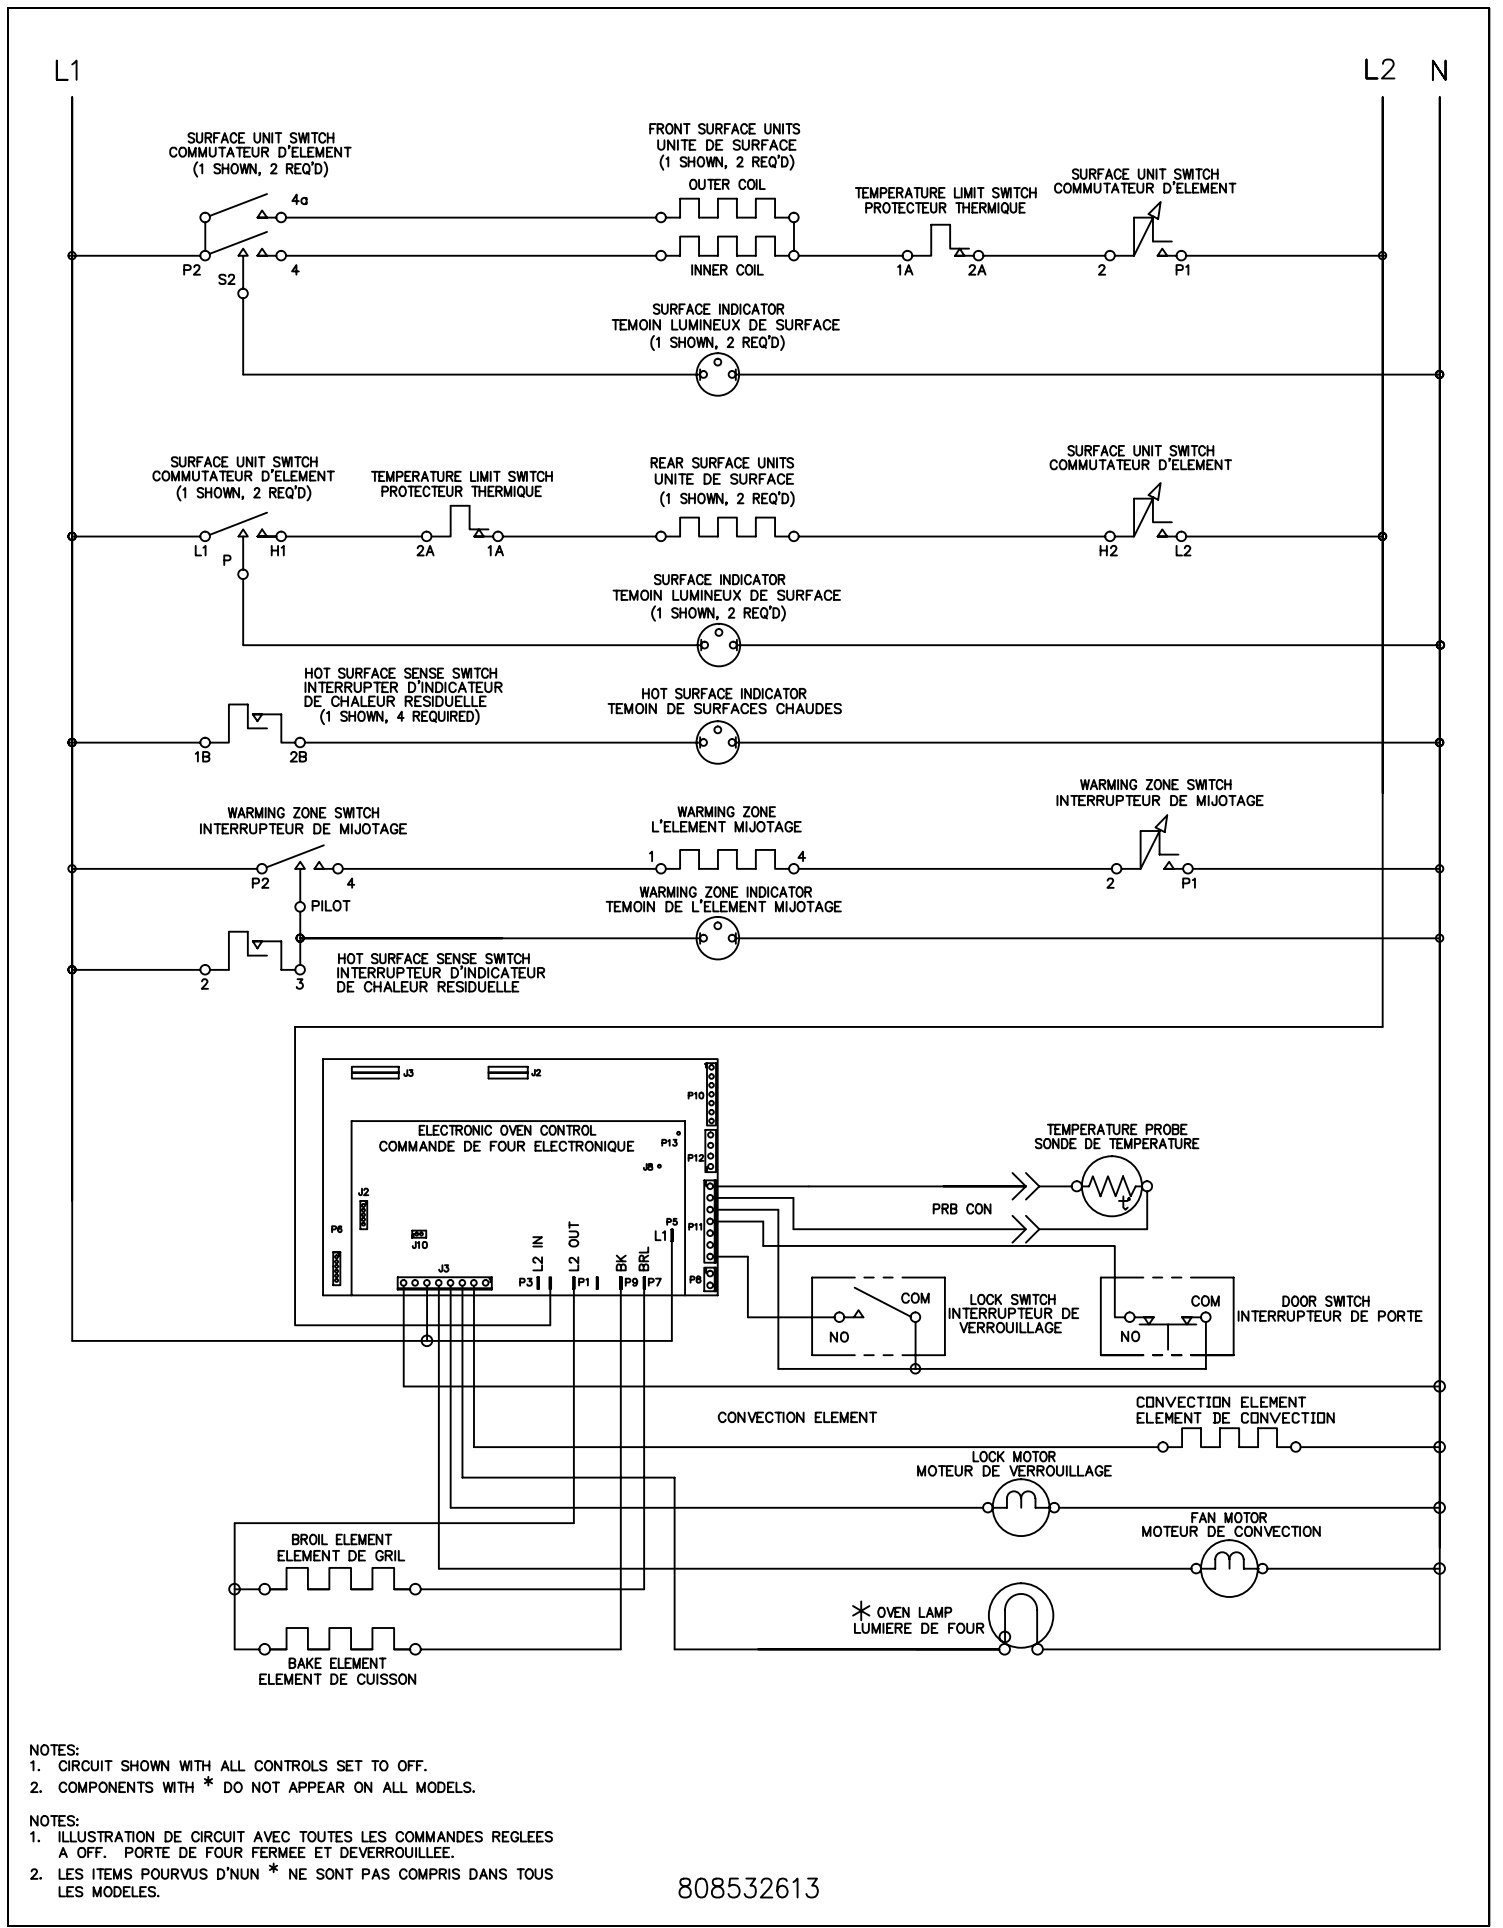 L1
L2 N
SURFACE UNIT SWITCH
COMMUTATEUR D'ELEMENT
(1 SHOWN, 2 REQ'D)
FRONT SURFACE UNITS
UNITE DE SURFACE
(1 SHOWN, 2 REQ'D)
OUTER COIL
TEMPERATURE LIMIT SWITCH
PROTECTEUR THERMIQUE
SURFACE UNIT SWITCH
COMMUTATEUR D'ELEMENT
4a
P2
S2
4
INNER COIL
1A
2A
2
P1
SURFACE INDICATOR
TEMOIN LUMINEUX DE SURFACE
(1 SHOWN, 2 REQ'D)
SURFACE UNIT SWITCH
COMMUTATEUR D'ELEMENT
(1 SHOWN, 2 REQ'D)
TEMPERATURE LIMIT SWITCH
PROTECTEUR THERMIQUE
REAR SURFACE UNITS
UNITE DE SURFACE
(1 SHOWN, 2 REQ'D)
SURFACE UNIT SWITCH
COMMUTATEUR D'ELEMENT
L1
P
H1
2A
1A
H2
L2
SURFACE INDICATOR
TEMOIN LUMINEUX DE SURFACE
(1 SHOWN, 2 REQ'D)
HOT SURFACE SENSE SWITCH
INTERRUPTER D'INDICATEUR
DE CHALEUR RESIDUELLE
(1 SHOWN, 4 REQUIRED)
HOT SURFACE INDICATOR
TEMOIN DE SURFACES CHAUDES
1B
2B
WARMING ZONE SWITCH
INTERRUPTEUR DE MIJOTAGE
WARMING ZONE
L'ELEMENT MIJOTAGE
WARMING ZONE SWITCH
INTERRUPTEUR DE MIJOTAGE
P2
4
1
4
2
P1
PILOT
WARMING ZONE INDICATOR
TEMOIN DE L'ELEMENT MIJOTAGE
2
3
HOT SURFACE SENSE SWITCH
INTERRUPTEUR D'INDICATEUR
DE CHALEUR RESIDUELLE
J3
J2
P10
ELECTRONIC OVEN CONTROL
COMMANDE DE FOUR ELECTRONIQUE
P13
P12
J8
J2
P6
J10
P5
L1
P11
J3
P3
L2 IN
L2 OUT
P1
BK
P9
BRL
P7
P8
TEMPERATURE PROBE
SONDE DE TEMPERATURE
t°
PRB CON
COM
NO
LOCK SWITCH
INTERRUPTEUR DE
VERROUILLAGE
COM
NO
DOOR SWITCH
INTERRUPTEUR DE PORTE
CONVECTION ELEMENT
CONVECTION ELEMENT
ELEMENT DE CONVECTION
LOCK MOTOR
MOTEUR DE VERROUILLAGE
FAN MOTOR
MOTEUR DE CONVECTION
BROIL ELEMENT
ELEMENT DE GRIL
* OVEN LAMP
LUMIERE DE FOUR
BAKE ELEMENT
ELEMENT DE CUISSON
NOTES:
1. CIRCUIT SHOWN WITH ALL CONTROLS SET TO OFF.
2. COMPONENTS WITH * DO NOT APPEAR ON ALL MODELS.
NOTES:
1. ILLUSTRATION DE CIRCUIT AVEC TOUTES LES COMMANDES REGLEES
A OFF. PORTE DE FOUR FERMEE ET DEVERROUILLEE.
2. LES ITEMS POURVUS D'NUN * NE SONT PAS COMPRIS DANS TOUS
LES MODELES.
808532613